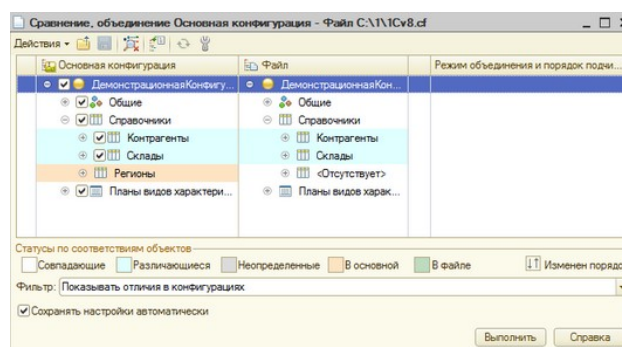 Сравнение, объединение Основная конфигурация - Файл C:\1\1Cv8.cf
Действия
Основная конфигурация Файл Режим объединения и порядок подчи...
ДемонстрационнаяКонфигу... ДемонстрационнаяКон...
Общие Общие
Справочники Справочники
Контрагенты Контрагенты
Склады Склады
Регионы <Отсутствует>
Планы видов характери... Планы видов харак...
Статусы по соответствиям объектов
Совпадающие Различающиеся Неопределенные В основной В файле Изменен порядо
Фильтр: Показывать отличия в конфигурациях
Сохранять настройки автоматически
Выполнить Справка